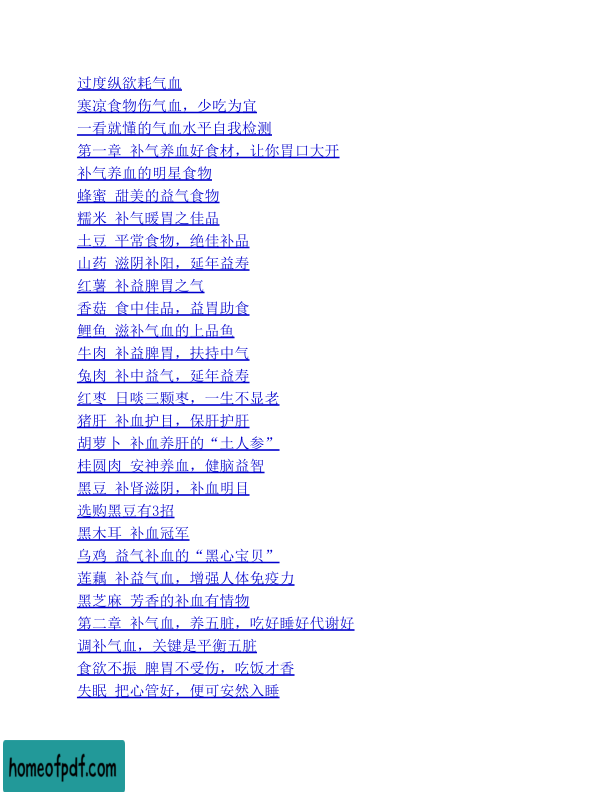 过度纵欲耗气血
寒凉食物伤气血，少吃为宜
一看就懂的气血水平自我检测
第一章 补气养血好食材，让你胃口大开
补气养血的明星食物
蜂蜜 甜美的益气食物
糯米 补气暖胃之佳品
土豆 平常食物，绝佳补品
山药 滋阴补阳，延年益寿
红薯 补益脾胃之气
香菇 食中佳品，益胃助食
鲤鱼 滋补气血的上品鱼
牛肉 补益脾胃，扶持中气
兔肉 补中益气，延年益寿
红枣 日啖三颗枣，一生不显老
猪肝 补血护目，保肝护肝
胡萝卜 补血养肝的“土人参”
桂圆肉 安神养血，健脑益智
黑豆 补肾滋阴，补血明目
选购黑豆有3招
黑木耳 补血冠军
乌鸡 益气补血的“黑心宝贝”
莲藕 补益气血，增强人体免疫力
黑芝麻 芳香的补血有情物
第二章 补气血，养五脏，吃好睡好代谢好
调补气血，关键是平衡五脏
食欲不振 脾胃不受伤，吃饭才香
失眠 把心管好，便可安然入睡
homeofpdf.com